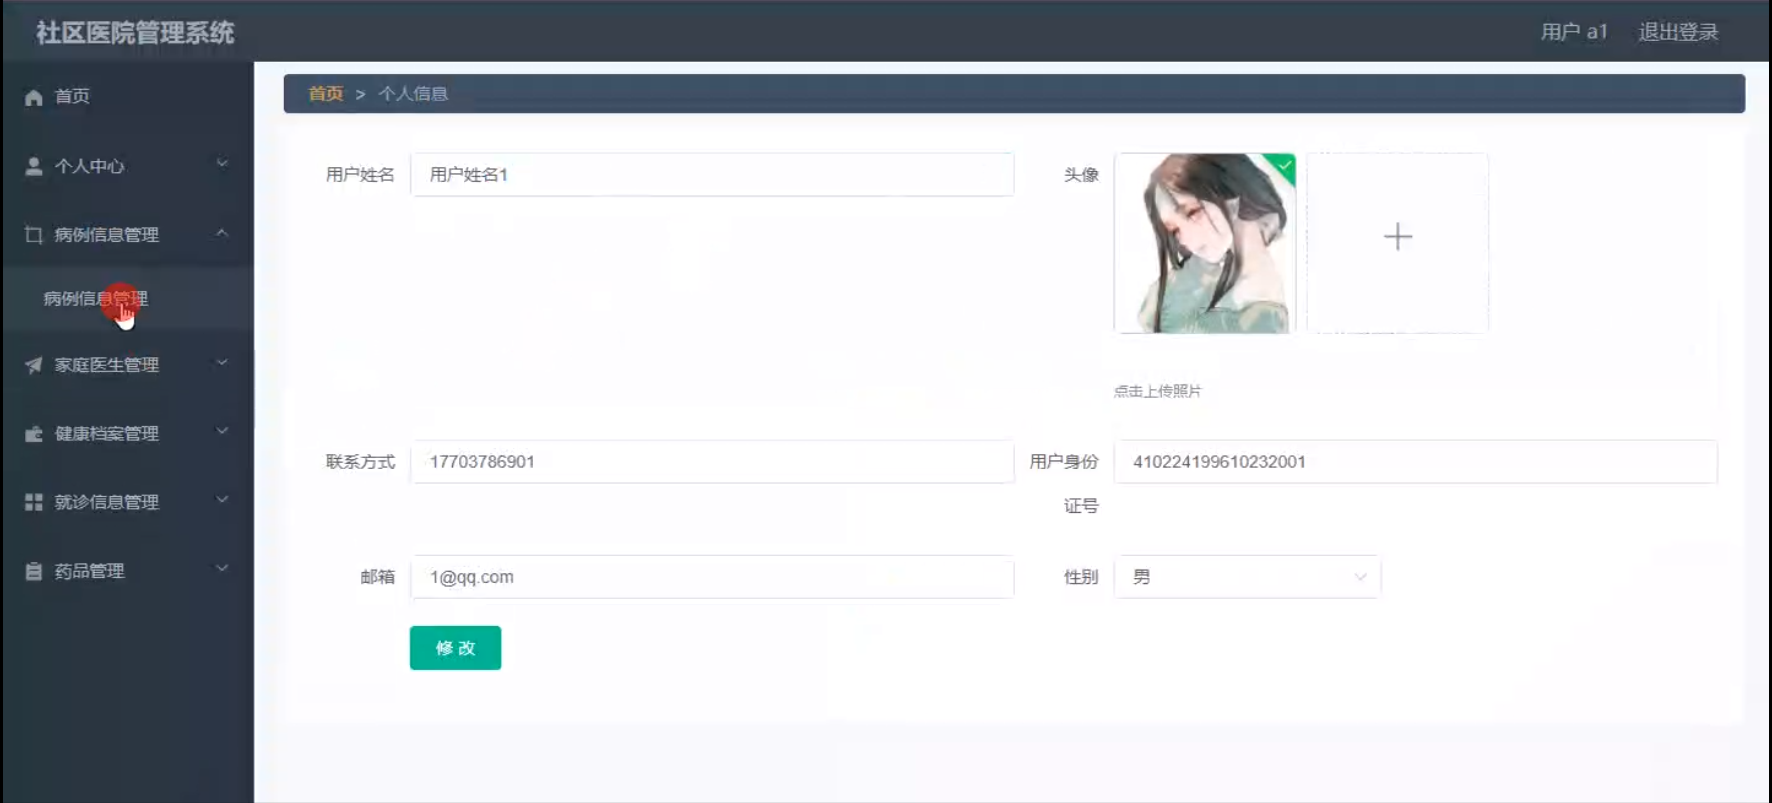 社区医院管理系统
用户 a1 退出登录
首页
个人中心
病例信息管理
病例信息管理
家庭医生管理
健康档案管理
就诊信息管理
药品管理
首页 > 个人信息
用户姓名 用户姓名1
头像
点击上传照片
联系方式 17703786901
用户身份 410224199610232001
证号
邮箱 1@qq.com
性别 男
修改